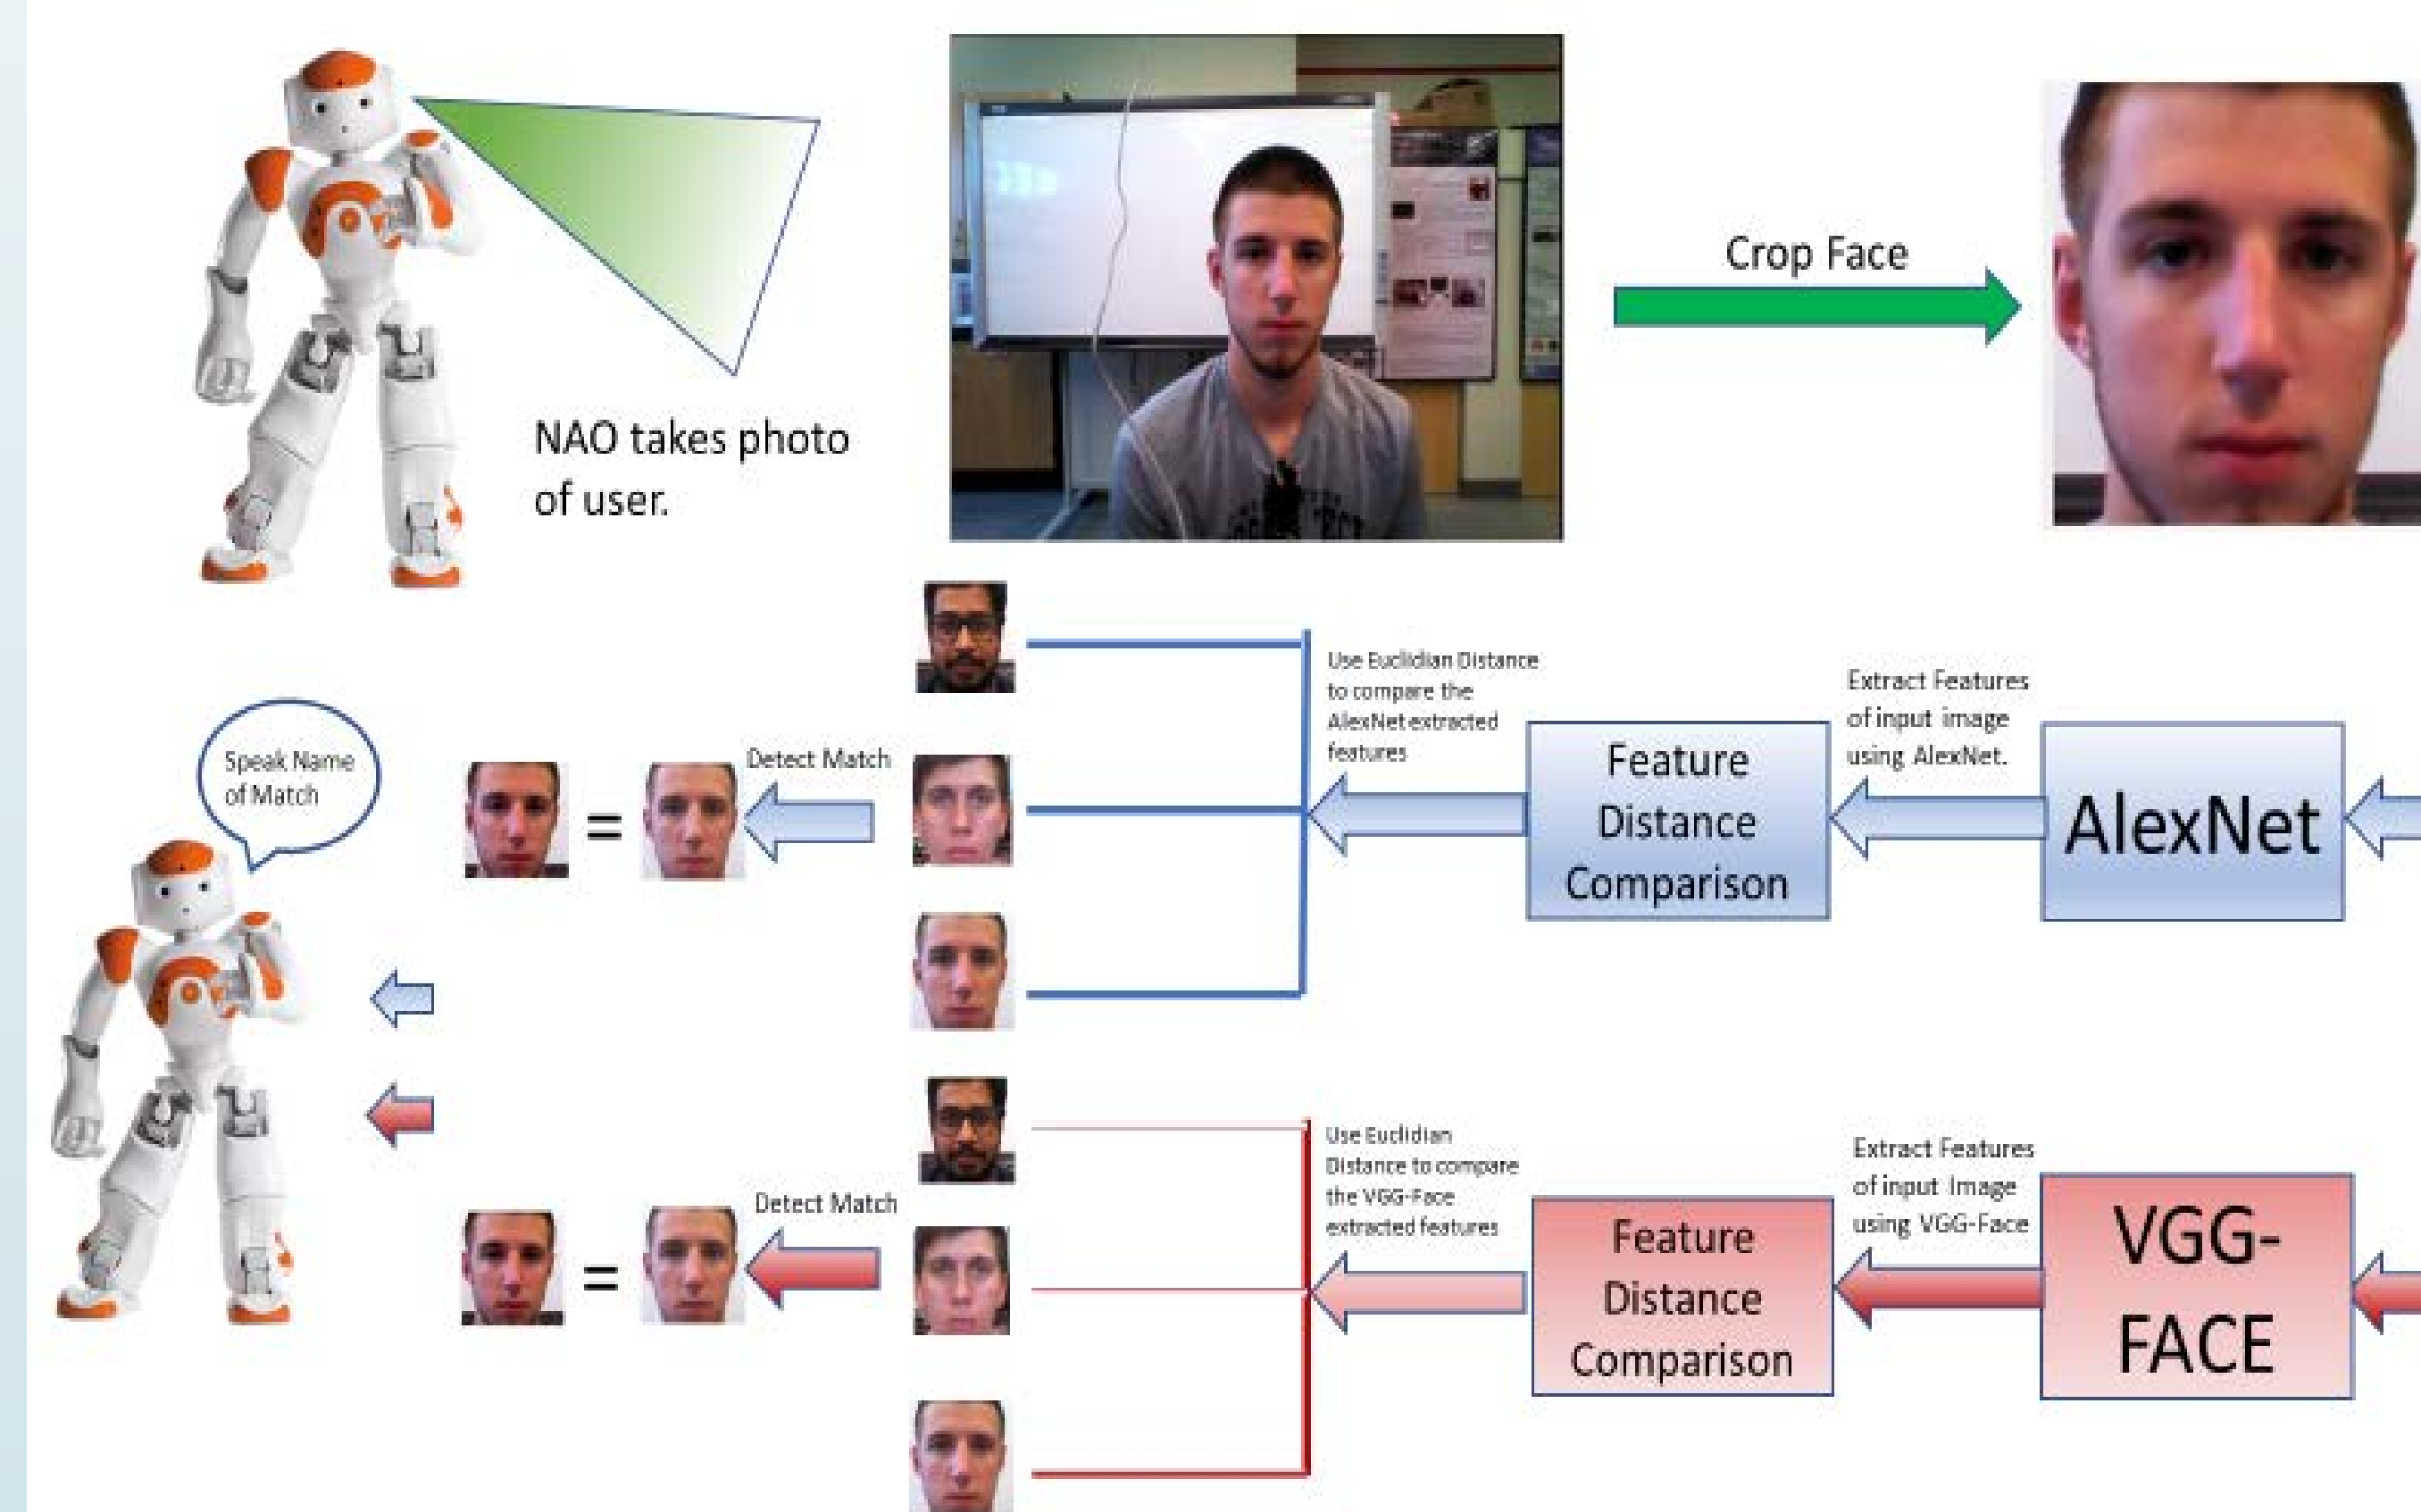 NAO takes photo
of user.
Crop Face
Speak Name
of Match
Detect Match
Use Euclidian Distance
to compare the
AlexNet extracted
features
Feature
Distance
Comparison
Extract Features
of input image
using AlexNet.
AlexNet
=
Detect Match
Use Euclidian
Distance to compare
the VGG-Face
extracted features
Feature
Distance
Comparison
Extract Features
of input Image
using VGG-Face
VGG-
FACE
=